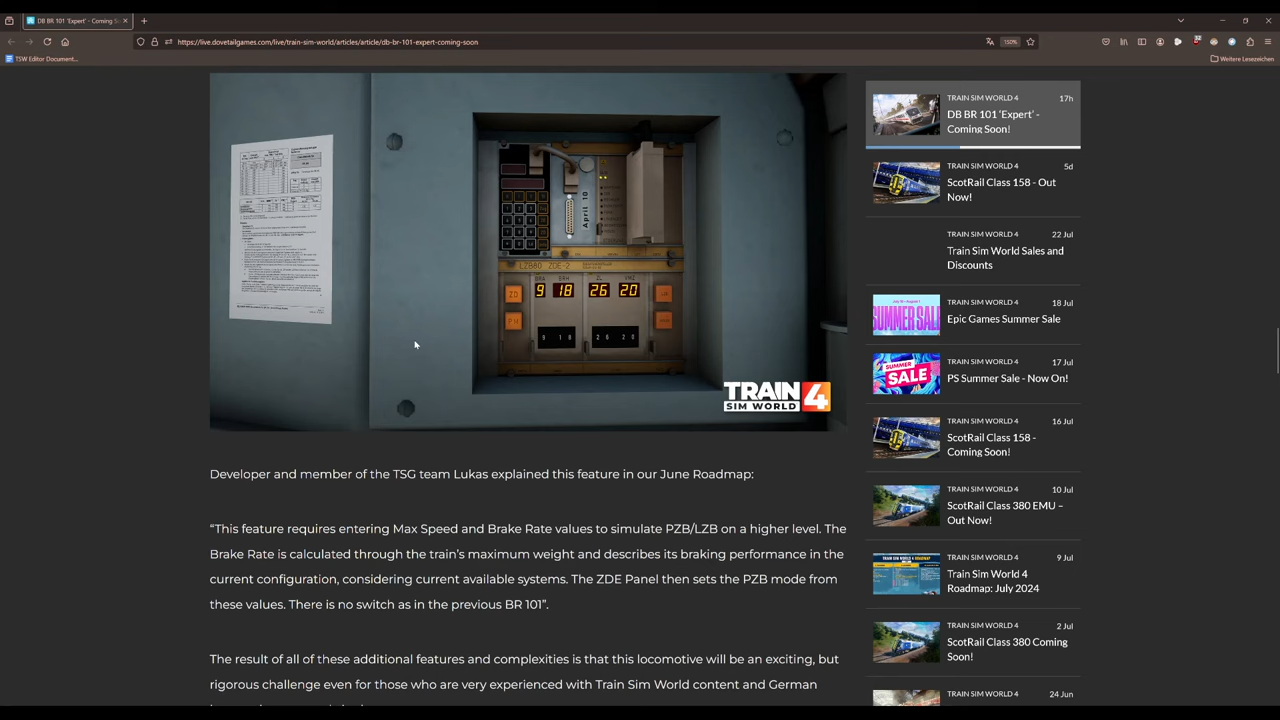 DB BR 101 'Expert' - Coming S
https://live.dovetailgames.com/live/train-sim-world/articles/article/db-br-101-expert-coming-soon
150%
TSW Editor Document...
Weitere Lesezeichen
April 10
LZB80 ZDE-2
BRA BRH ZL VMZ
ZD 9 18 26 20
9 18 26 20
TRAIN
SIM WORLD 4
Developer and member of the TSG team Lukas explained this feature in our June Roadmap:
“This feature requires entering Max Speed and Brake Rate values to simulate PZB/LZB on a higher level. The
Brake Rate is calculated through the train’s maximum weight and describes its braking performance in the
current configuration, considering current available systems. The ZDE Panel then sets the PZB mode from
these values. There is no switch as in the previous BR 101”.
The result of all of these additional features and complexities is that this locomotive will be an exciting, but
rigorous challenge even for those who are very experienced with Train Sim World content and German
TRAIN SIM WORLD 4 17h
DB BR 101 ‘Expert’ -
Coming Soon!
TRAIN SIM WORLD 4 5d
ScotRail Class 158 - Out
Now!
TRAIN SIM WORLD 4 22 Jul
Train Sim World Sales and
Discounts
SUMMER SALE
TRAIN SIM WORLD 4 18 Jul
Epic Games Summer Sale
SUMMER
SALE
TRAIN SIM WORLD 4 17 Jul
PS Summer Sale - Now On!
TRAIN SIM WORLD 4 16 Jul
ScotRail Class 158 -
Coming Soon!
TRAIN SIM WORLD 4 10 Jul
ScotRail Class 380 EMU –
Out Now!
TRAIN SIM WORLD 4 9 Jul
Train Sim World 4
Roadmap: July 2024
TRAIN SIM WORLD 4 2 Jul
ScotRail Class 380 Coming
Soon!
TRAIN SIM WORLD 4 24 Jun